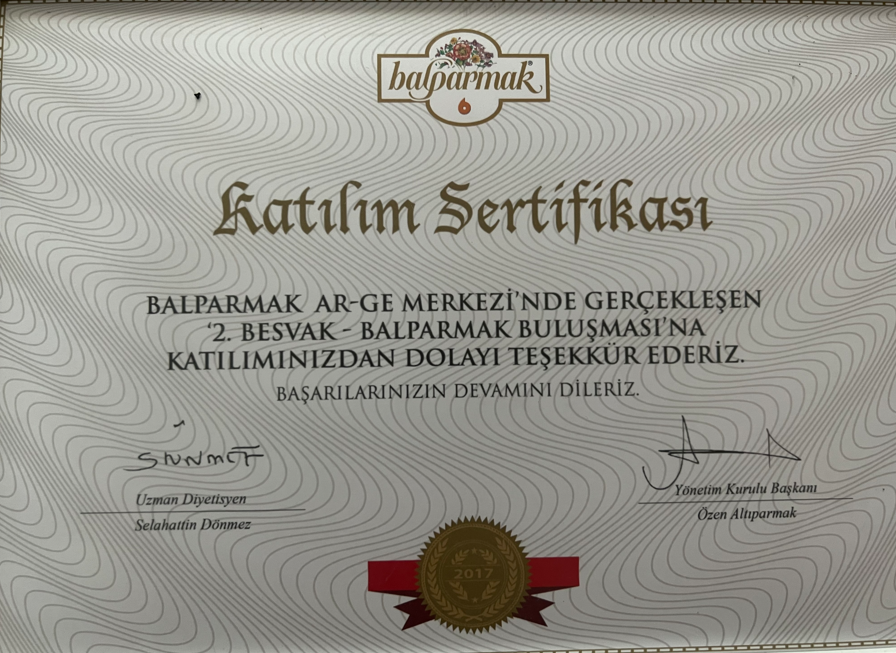 balparmak
Katılım Sertifikası
BALPARMAK AR-GE MERKEZİ'NDE GERÇEKLEŞEN
'2. BESVAK - BALPARMAK BULUŞMASI'NA
KATILIMINIZDAN DOLAYI TEŞEKKÜR EDERİZ.
BAŞARILARINIZIN DEVAMINI DİLERİZ.
Uzman Diyetisyen
Selahattin Dönmez
Yönetim Kurulu Başkanı
Özen Altıparmak
2017